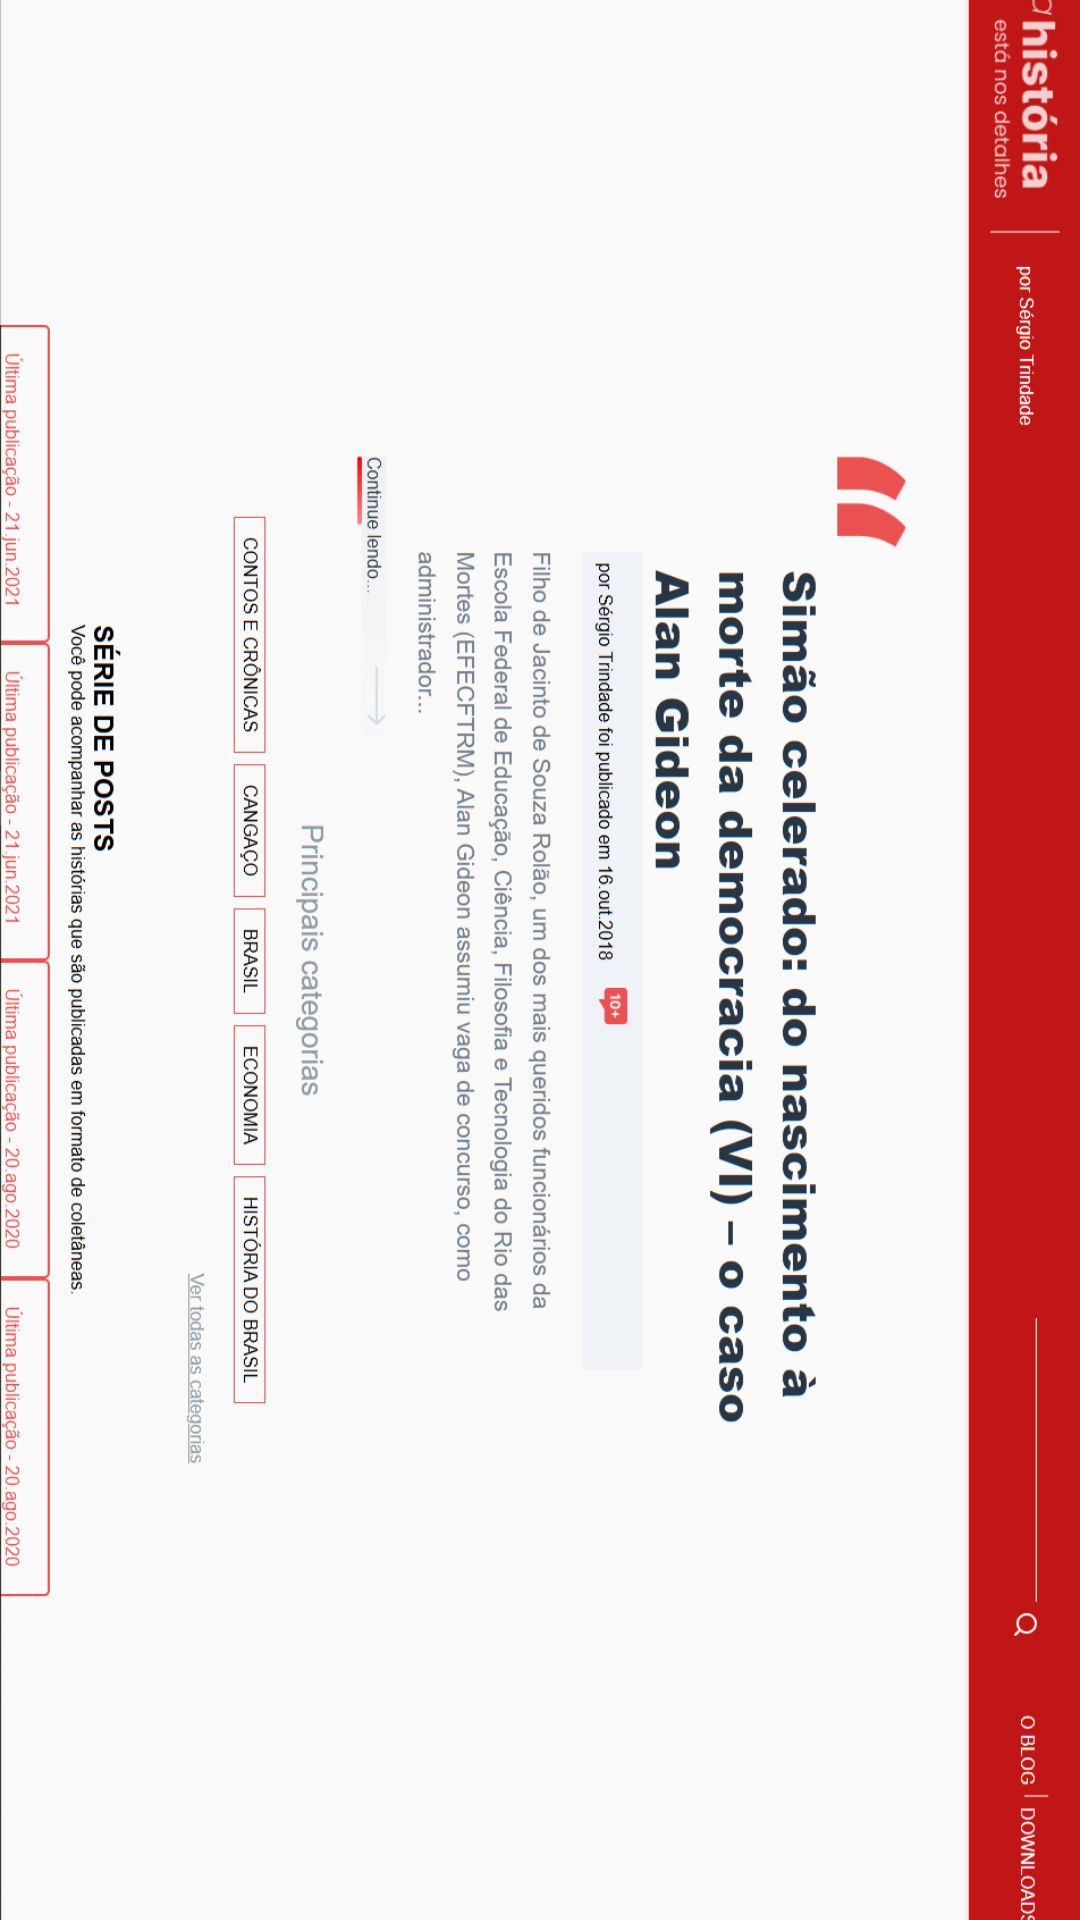 a história
está nos detalhes
por Sérgio Trindade
O BLOG
DOWNLOADS
“
Simão celerado: do nascimento à
morte da democracia (VI) – o caso
Alan Gideon
por Sérgio Trindade foi publicado em 16.out.2018
10+
Filho de Jacinto de Souza Rolão, um dos mais queridos funcionários da
Escola Federal de Educação, Ciência, Filosofia e Tecnologia do Rio das
Mortes (EFECFTRM), Alan Gideon assumiu vaga de concurso, como
administrador...
Continue lendo...
Principais categorias
CONTOS E CRÔNICAS
CANGAÇO
BRASIL
ECONOMIA
HISTÓRIA DO BRASIL
Ver todas as categorias
SÉRIE DE POSTS
Você pode acompanhar as histórias que são publicadas em formato de coletâneas.
Última publicação - 21.jun.2021
Última publicação - 21.jun.2021
Última publicação - 20.ago.2020
Última publicação - 20.ago.2020